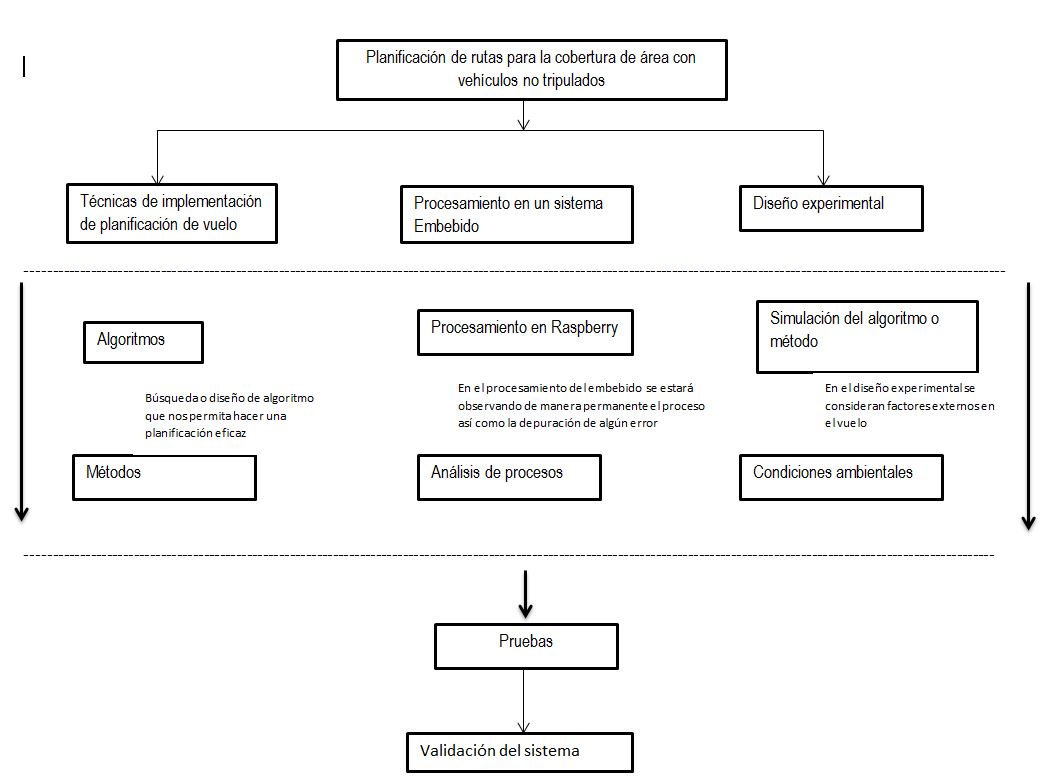 Planificación de rutas para la cobertura de área con
vehículos no tripulados
Técnicas de implementación
de planificación de vuelo
Procesamiento en un sistema
Embebido
Diseño experimental
Algoritmos
Procesamiento en Raspberry
Simulación del algoritmo o
método
Búsqueda o diseño de algoritmo
que nos permita hacer una
planificación eficaz
En el procesamiento del embebido se estará
observando de manera permanente el proceso
así como la depuración de algún error
En el diseño experimental se
consideran factores externos en
el vuelo
Métodos
Análisis de procesos
Condiciones ambientales
Pruebas
Validación del sistema